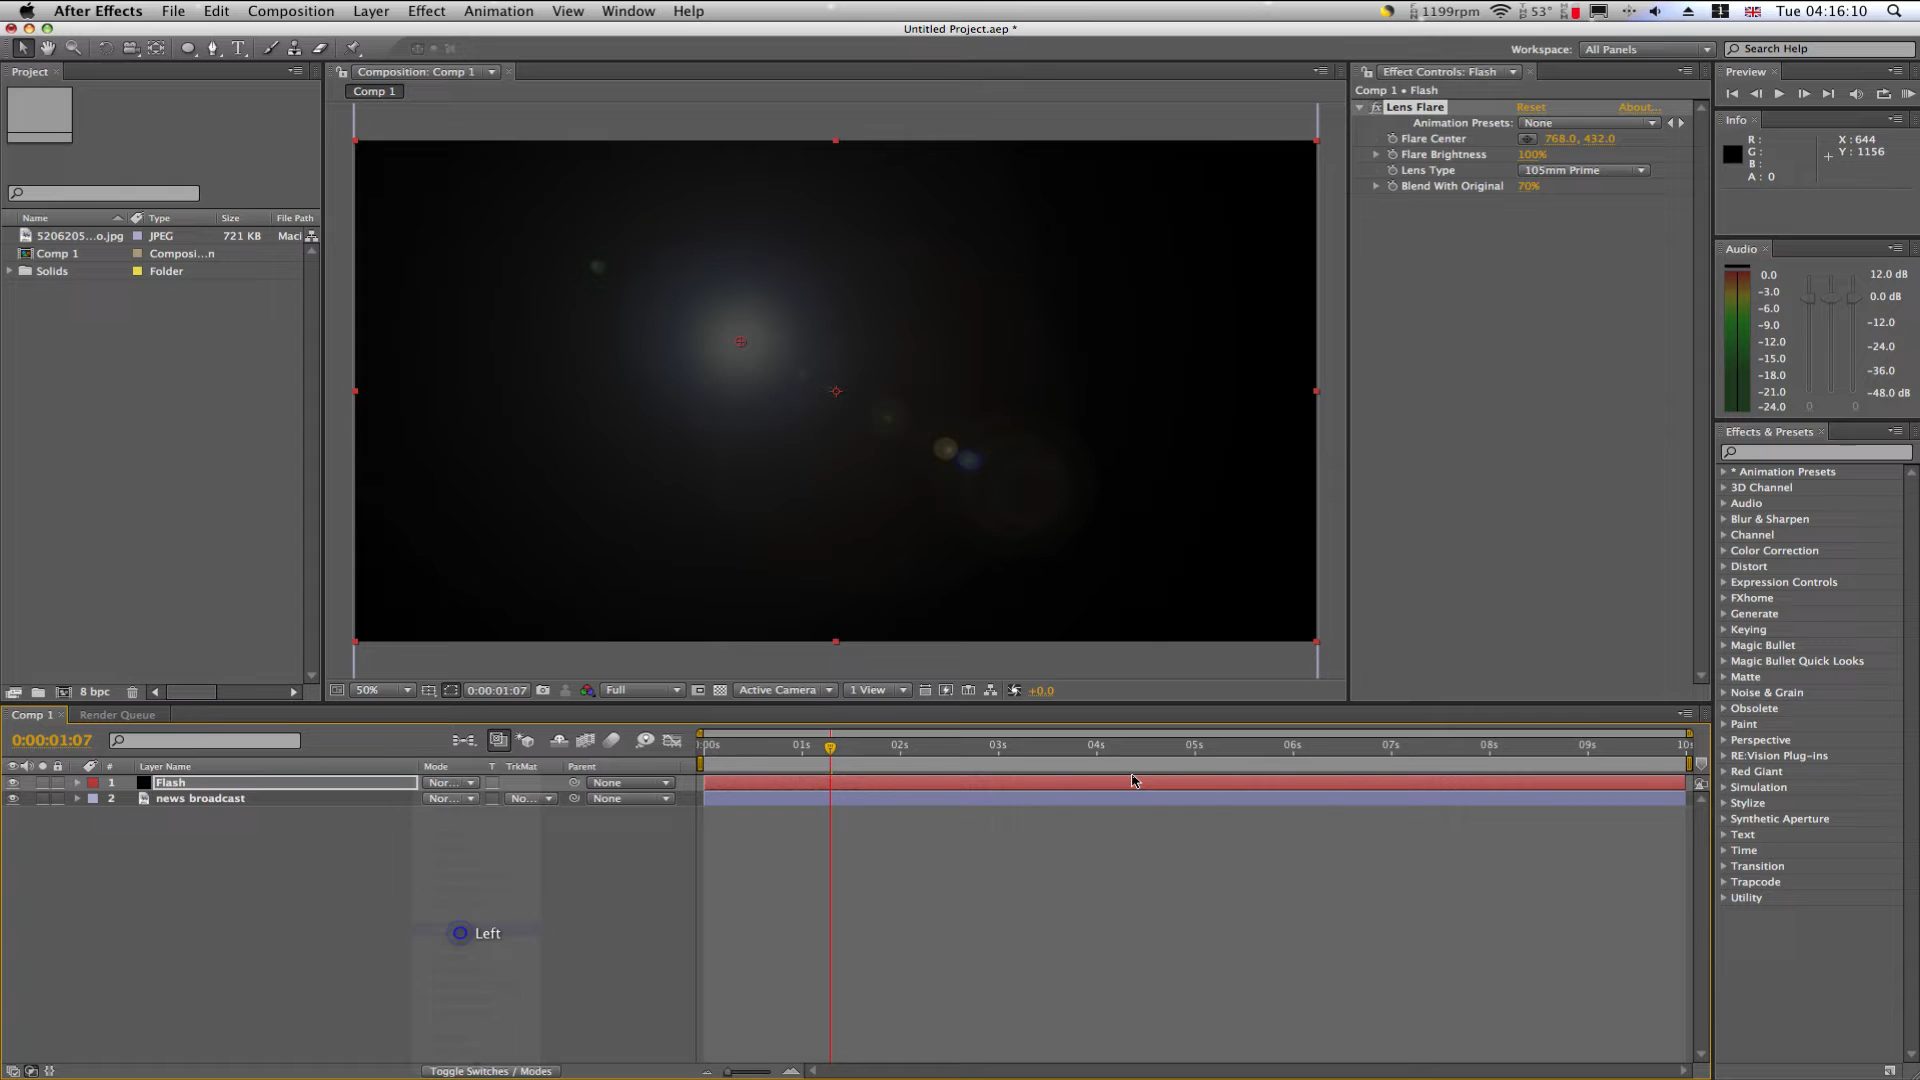 After Effects File Edit Composition Layer Effect Animation View Window Help 1199rpm 53° Tue 04:16:10
Untitled Project.aep *
Workspace: All Panels Search Help
Project
Composition: Comp 1
Comp 1
Effect Controls: Flash
Comp 1 • Flash
fx Lens Flare Reset About...
Animation Presets: None
Flare Center 768.0, 432.0
Flare Brightness 100%
Lens Type 105mm Prime
Blend With Original 70%
Preview
Info
R: X: 644
G: Y: 1156
B:
A: 0
Name Type Size File Path
5206205...o.jpg JPEG 721 KB Maci
Comp 1 Composi...n
Solids Folder
Audio
0.0 12.0 dB
-3.0 0.0 dB
-6.0
-9.0 -12.0
-12.0
-15.0 -24.0
-18.0 -36.0
-21.0 -48.0 dB
-24.0 0 0
Effects & Presets
* Animation Presets
3D Channel
Audio
Blur & Sharpen
Channel
Color Correction
Distort
Expression Controls
FXhome
Generate
Keying
Magic Bullet
Magic Bullet Quick Looks
Matte
Noise & Grain
Obsolete
Paint
Perspective
RE:Vision Plug-ins
Red Giant
Simulation
Stylize
Synthetic Aperture
Text
Time
Transition
Trapcode
Utility
8 bpc
50% 0:00:01:07 Full Active Camera 1 View +0.0
Comp 1 Render Queue
0:00:01:07
:00s 01s 02s 03s 04s 05s 06s 07s 08s 09s 10s
# Layer Name Mode T TrkMat Parent
1 Flash Nor... None
2 news broadcast Nor... No... None
Left
Toggle Switches / Modes